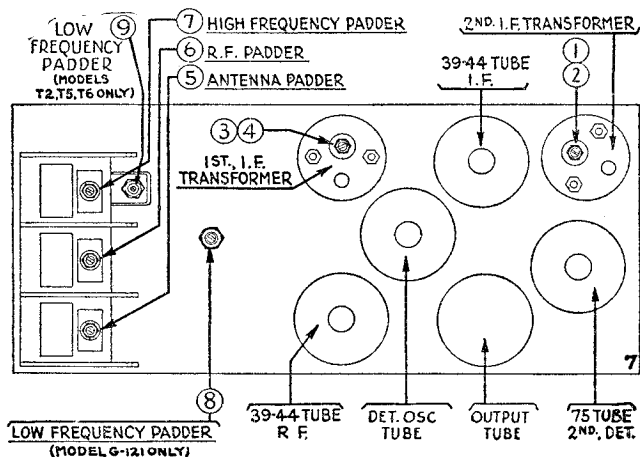 LOW
FREQUENCY
PADDER
(MODELS
T2,T5,T6 ONLY)
9
7 HIGH FREQUENCY PADDER
6 R.F. PADDER
5 ANTENNA PADDER
2ND. I.F. TRANSFORMER
39-44 TUBE
I.F.
1
2
3 4
1ST., I.F.
TRANSFORMER
7
8
LOW FREQUENCY PADDER
(MODEL G-121 ONLY)
39-44 TUBE
R F.
DET. OSC
TUBE
OUTPUT
TUBE
75 TUBE
2ND, DET.